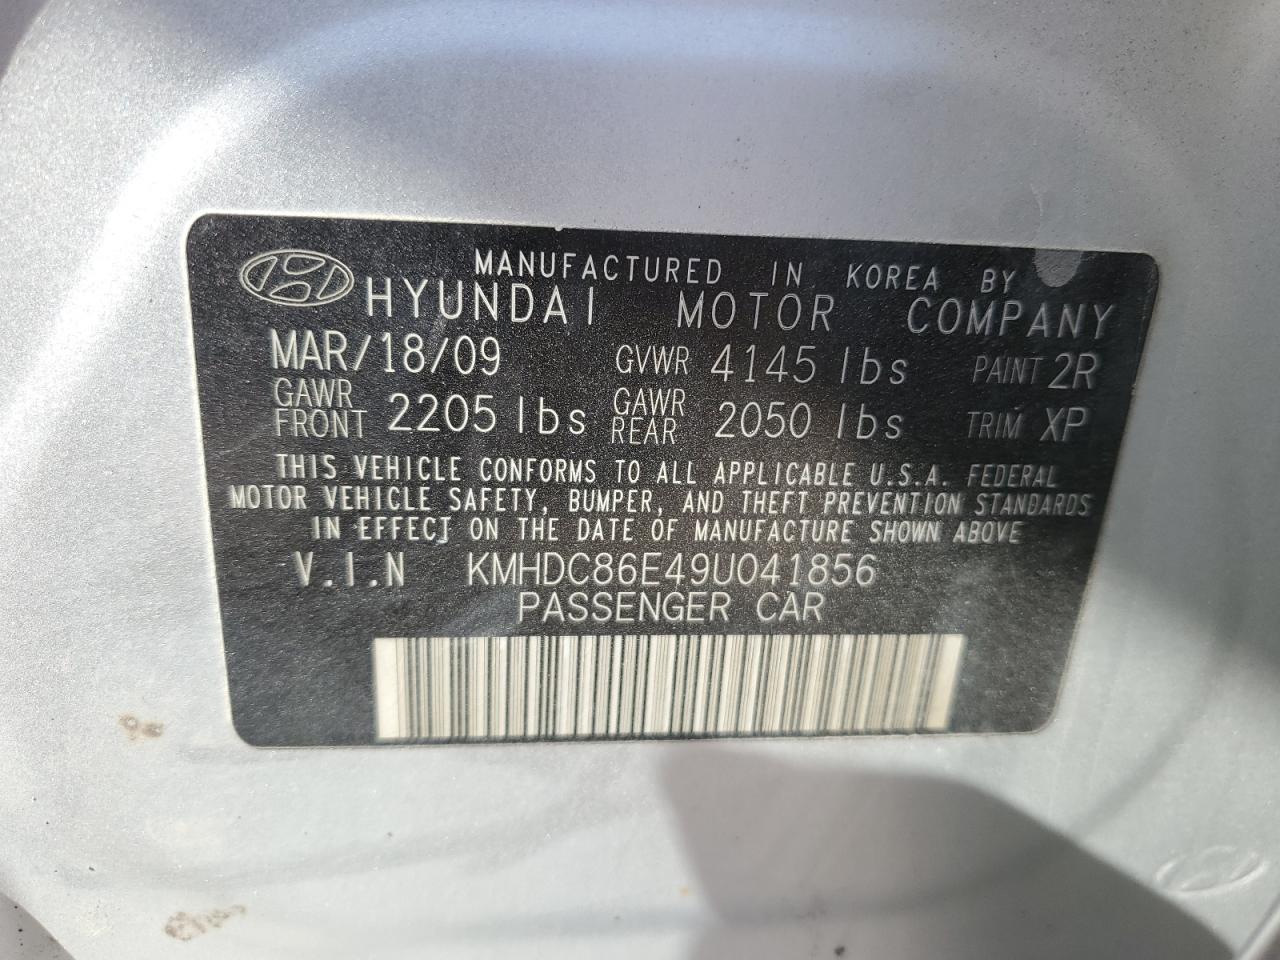 MANUFACTURED IN KOREA BY
HYUNDAI MOTOR COMPANY
MAR/18/09 GVWR 4145 lbs PAINT 2R
GAWR FRONT 2205 lbs GAWR REAR 2050 lbs TRIM XP
THIS VEHICLE CONFORMS TO ALL APPLICABLE U.S.A. FEDERAL
MOTOR VEHICLE SAFETY, BUMPER, AND THEFT PREVENTION STANDARDS
IN EFFECT ON THE DATE OF MANUFACTURE SHOWN ABOVE
V.I.N KMHDC86E49U041856
PASSENGER CAR